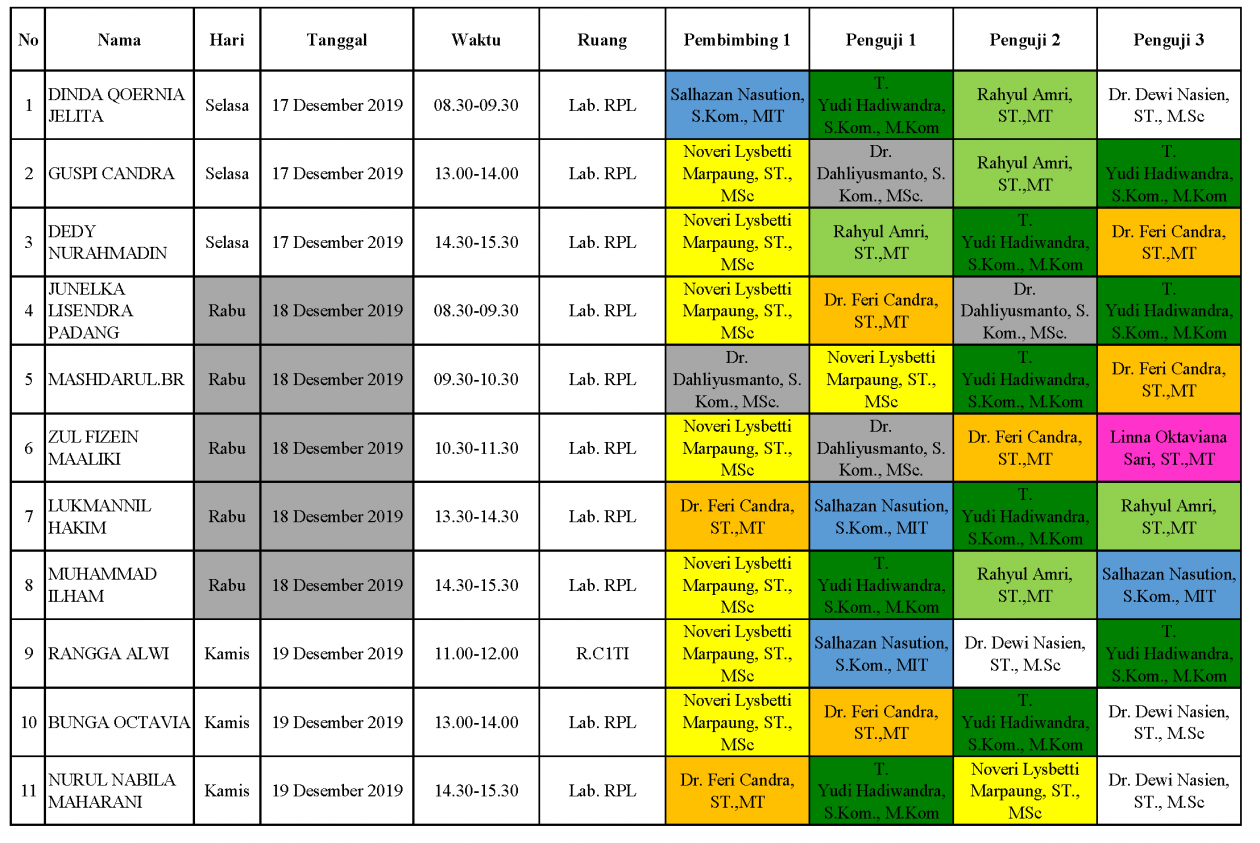 No Nama Hari Tanggal Waktu Ruang Pembimbing 1 Penguji 1 Penguji 2 Penguji 3
1 DINDA QOERNIA JELITA Selasa 17 Desember 2019 08.30-09.30 Lab. RPL Salhazan Nasution, S.Kom., MIT T. Yudi Hadiwandra, S.Kom., M.Kom Rahyul Amri, ST.,MT Dr. Dewi Nasien, ST., M.Sc
2 GUSPI CANDRA Selasa 17 Desember 2019 13.00-14.00 Lab. RPL Noveri Lysbetti Marpaung, ST., MSc Dr. Dahliyusmanto, S. Kom., MSc. Rahyul Amri, ST.,MT T. Yudi Hadiwandra, S.Kom., M.Kom
3 DEDY NURAHMADIN Selasa 17 Desember 2019 14.30-15.30 Lab. RPL Noveri Lysbetti Marpaung, ST., MSc Rahyul Amri, ST.,MT T. Yudi Hadiwandra, S.Kom., M.Kom Dr. Feri Candra, ST.,MT
4 JUNELKA LISENDRA PADANG Rabu 18 Desember 2019 08.30-09.30 Lab. RPL Noveri Lysbetti Marpaung, ST., MSc Dr. Feri Candra, ST.,MT Dr. Dahliyusmanto, S. Kom., MSc. T. Yudi Hadiwandra, S.Kom., M.Kom
5 MASHDARUL.BR Rabu 18 Desember 2019 09.30-10.30 Lab. RPL Dr. Dahliyusmanto, S. Kom., MSc. Noveri Lysbetti Marpaung, ST., MSc T. Yudi Hadiwandra, S.Kom., M.Kom Dr. Feri Candra, ST.,MT
6 ZUL FIZEIN MAALIKI Rabu 18 Desember 2019 10.30-11.30 Lab. RPL Noveri Lysbetti Marpaung, ST., MSc Dr. Dahliyusmanto, S. Kom., MSc. Dr. Feri Candra, ST.,MT Linna Oktaviana Sari, ST.,MT
7 LUKMANNIL HAKIM Rabu 18 Desember 2019 13.30-14.30 Lab. RPL Dr. Feri Candra, ST.,MT Salhazan Nasution, S.Kom., MIT T. Yudi Hadiwandra, S.Kom., M.Kom Rahyul Amri, ST.,MT
8 MUHAMMAD ILHAM Rabu 18 Desember 2019 14.30-15.30 Lab. RPL Noveri Lysbetti Marpaung, ST., MSc T. Yudi Hadiwandra, S.Kom., M.Kom Rahyul Amri, ST.,MT Salhazan Nasution, S.Kom., MIT
9 RANGGA ALWI Kamis 19 Desember 2019 11.00-12.00 R.C1TI Noveri Lysbetti Marpaung, ST., MSc Salhazan Nasution, S.Kom., MIT Dr. Dewi Nasien, ST., M.Sc T. Yudi Hadiwandra, S.Kom., M.Kom
10 BUNGA OCTAVIA Kamis 19 Desember 2019 13.00-14.00 Lab. RPL Noveri Lysbetti Marpaung, ST., MSc Dr. Feri Candra, ST.,MT T. Yudi Hadiwandra, S.Kom., M.Kom Dr. Dewi Nasien, ST., M.Sc
11 NURUL NABILA MAHARANI Kamis 19 Desember 2019 14.30-15.30 Lab. RPL Dr. Feri Candra, ST.,MT T. Yudi Hadiwandra, S.Kom., M.Kom Noveri Lysbetti Marpaung, ST., MSc Dr. Dewi Nasien, ST., M.Sc